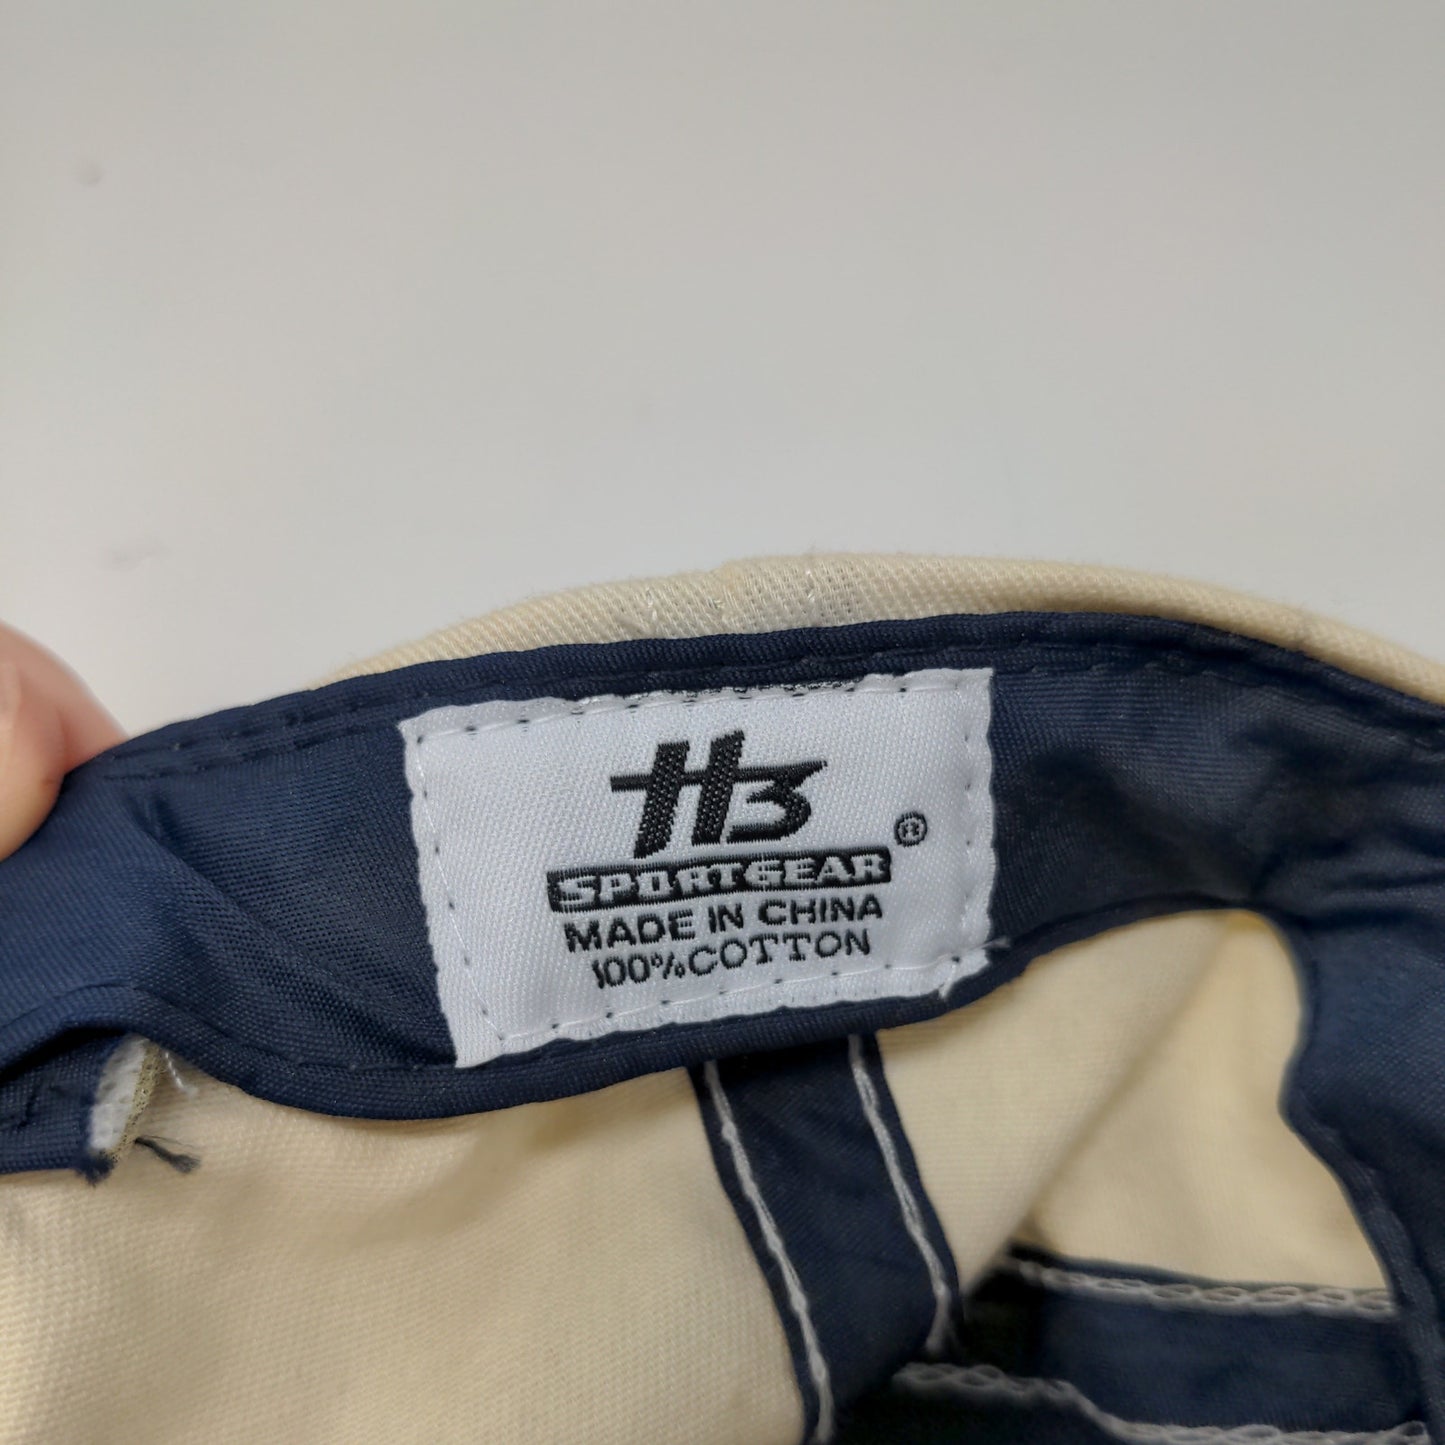 H3
SPORTGEAR ®
MADE IN CHINA
100%COTTON